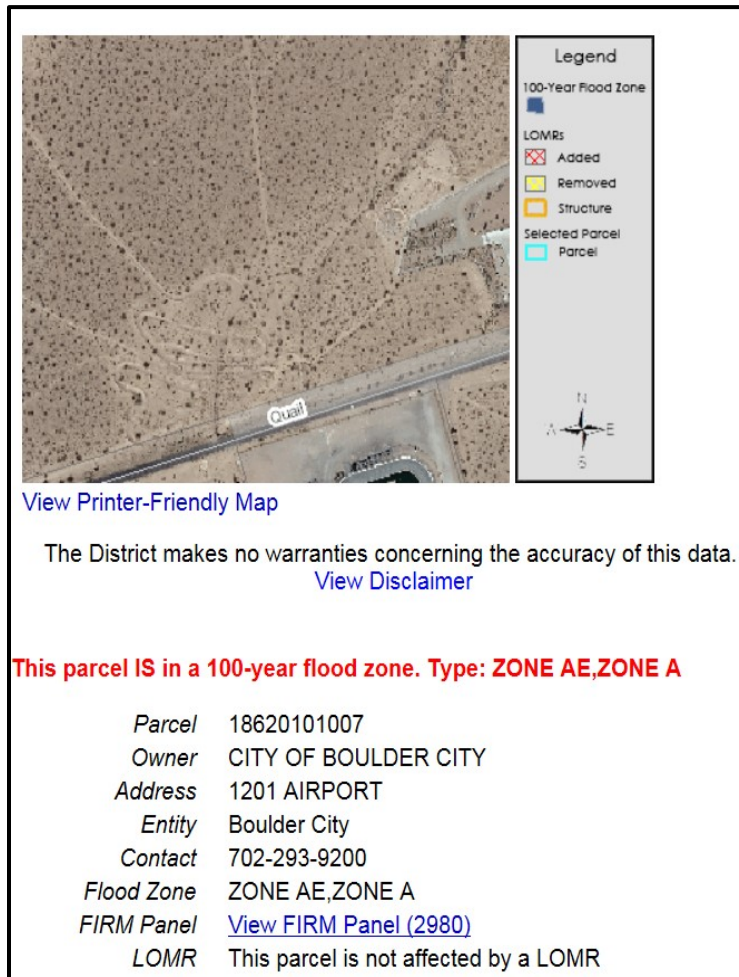 Legend
100-Year Flood Zone
LOMRs
Added
Removed
Structure
Selected Parcel
Parcel
N
E
S
Quail
View Printer-Friendly Map
The District makes no warranties concerning the accuracy of this data.
View Disclaimer
This parcel IS in a 100-year flood zone. Type: ZONE AE,ZONE A
Parcel 18620101007
Owner CITY OF BOULDER CITY
Address 1201 AIRPORT
Entity Boulder City
Contact 702-293-9200
Flood Zone ZONE AE,ZONE A
FIRM Panel View FIRM Panel (2980)
LOMR This parcel is not affected by a LOMR